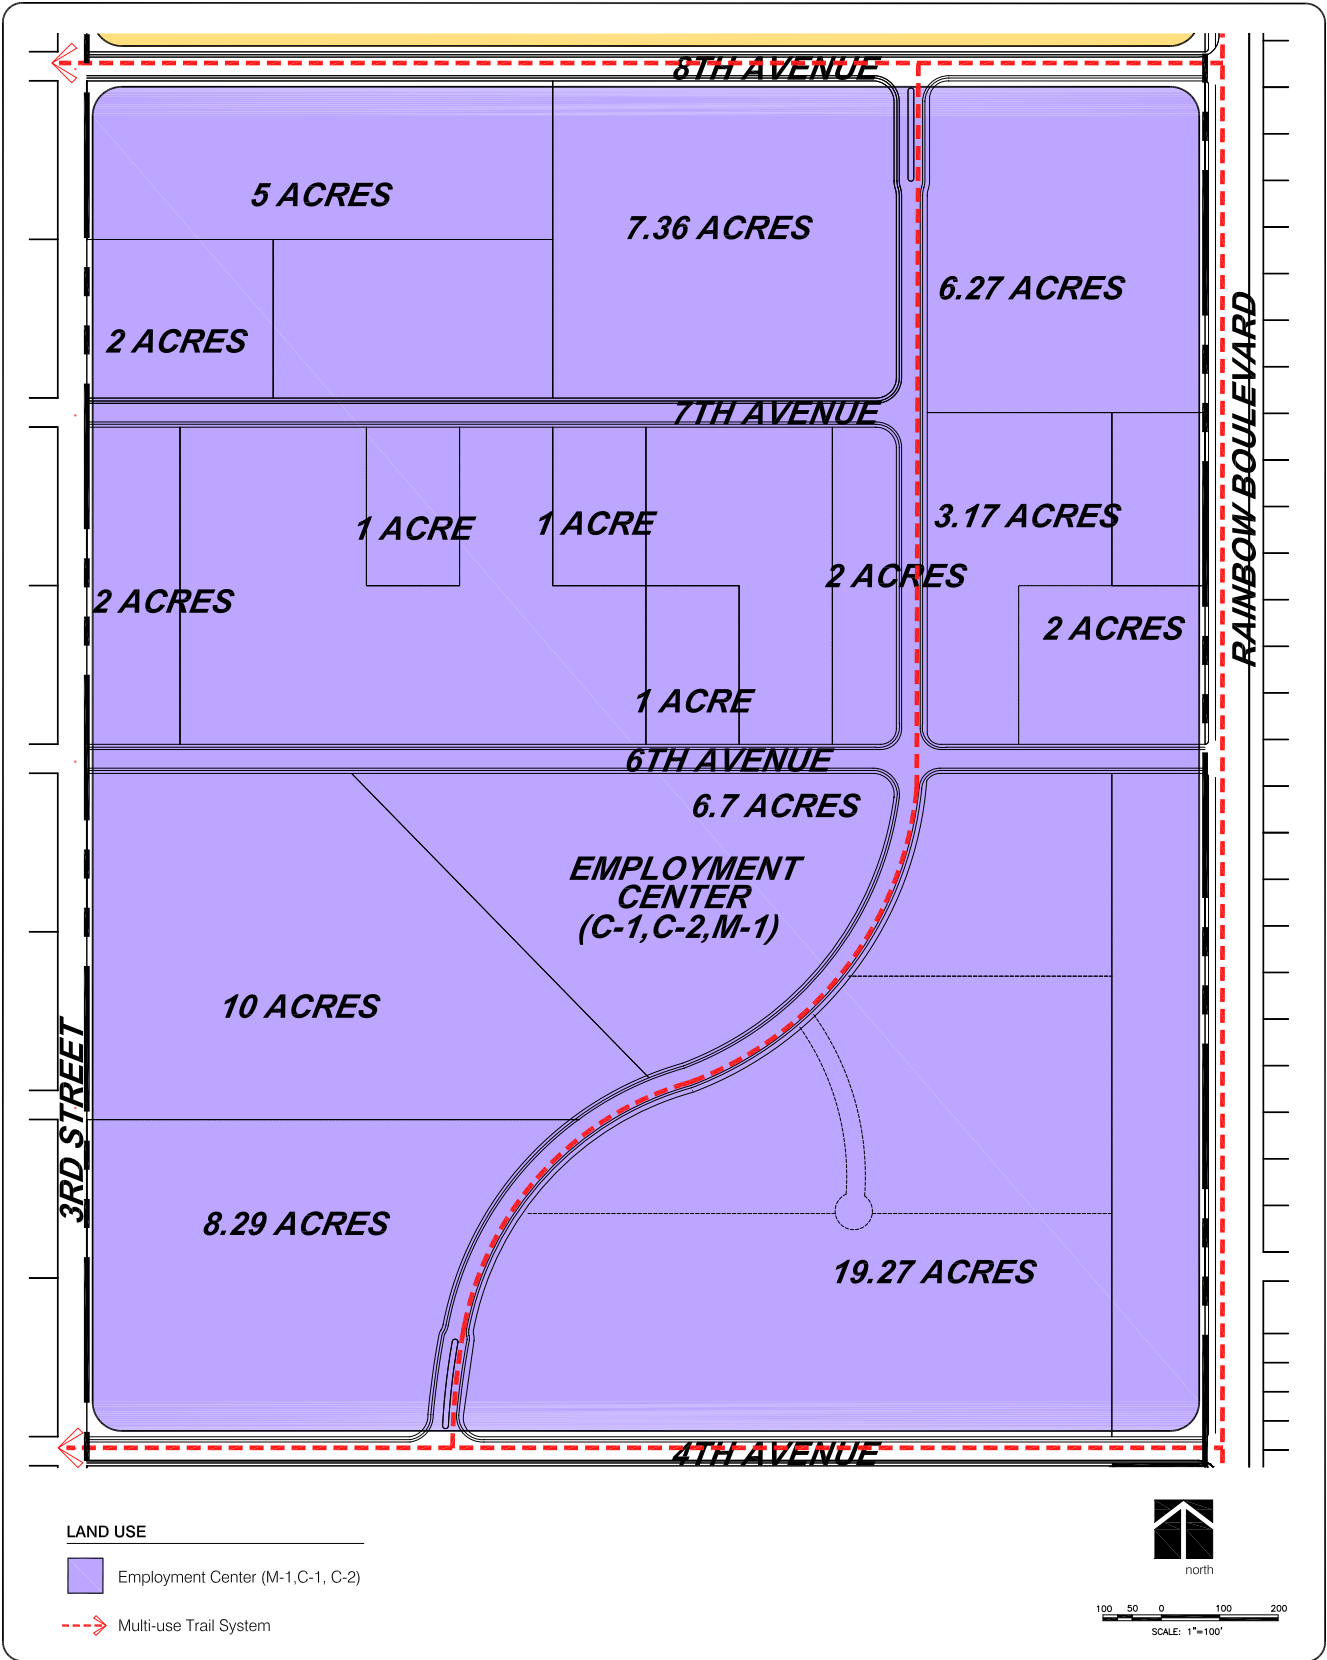 8TH AVENUE
5 ACRES
7.36 ACRES
6.27 ACRES
2 ACRES
RAINBOW BOULEVARD
7TH AVENUE
1 ACRE
1 ACRE
3.17 ACRES
2 ACRES
2 ACRES
2 ACRES
1 ACRE
6TH AVENUE
6.7 ACRES
EMPLOYMENT
CENTER
(C-1,C-2,M-1)
10 ACRES
3RD STREET
8.29 ACRES
19.27 ACRES
4TH AVENUE
LAND USE
Employment Center (M-1,C-1, C-2)
Multi-use Trail System
north
100 50 0 100 200
SCALE: 1"=100'